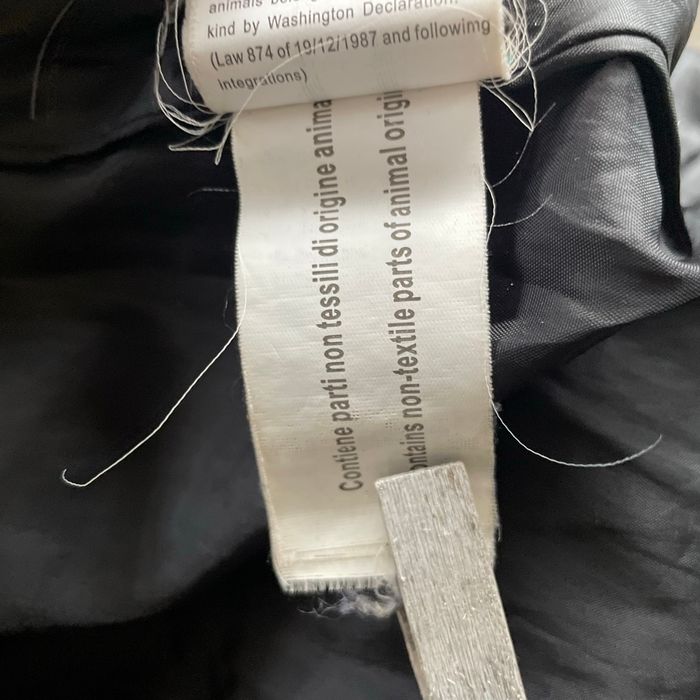 animals
kind by Washington Declaration.
(Law 874 of 19/12/1987 and following
integrations)
Contiene parti non tessili di origine anima
ontains non-textile parts of animal origi